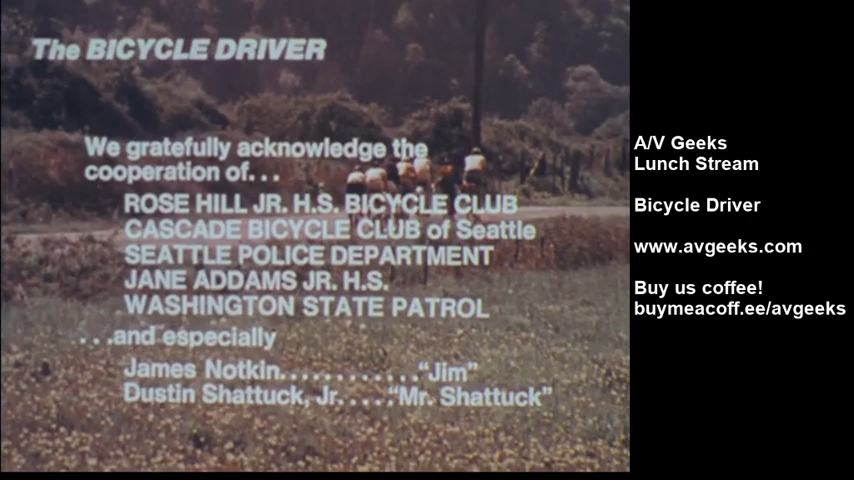 The BICYCLE DRIVER
We gratefully acknowledge the
cooperation of...
ROSE HILL JR. H.S. BICYCLE CLUB
CASCADE BICYCLE CLUB of Seattle
SEATTLE POLICE DEPARTMENT
JANE ADDAMS JR. H.S.
WASHINGTON STATE PATROL
...and especially
James Notkin............."Jim"
Dustin Shattuck, Jr....."Mr. Shattuck"
A/V Geeks
Lunch Stream
Bicycle Driver
www.avgeeks.com
Buy us coffee!
buymeacoff.ee/avgeeks